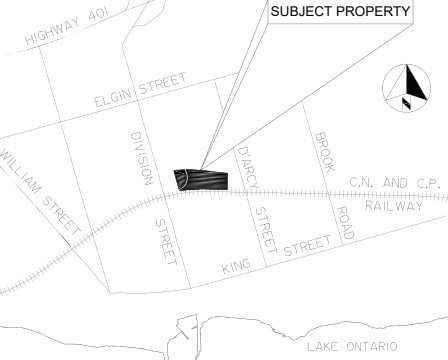 SUBJECT PROPERTY
HIGHWAY 401
ELGIN STREET
WILLIAM STREET
DIVISION STREET
D'ARCY STREET
BROOK ROAD
C.N. AND C.P.
RAILWAY
KING STREET
LAKE ONTARIO